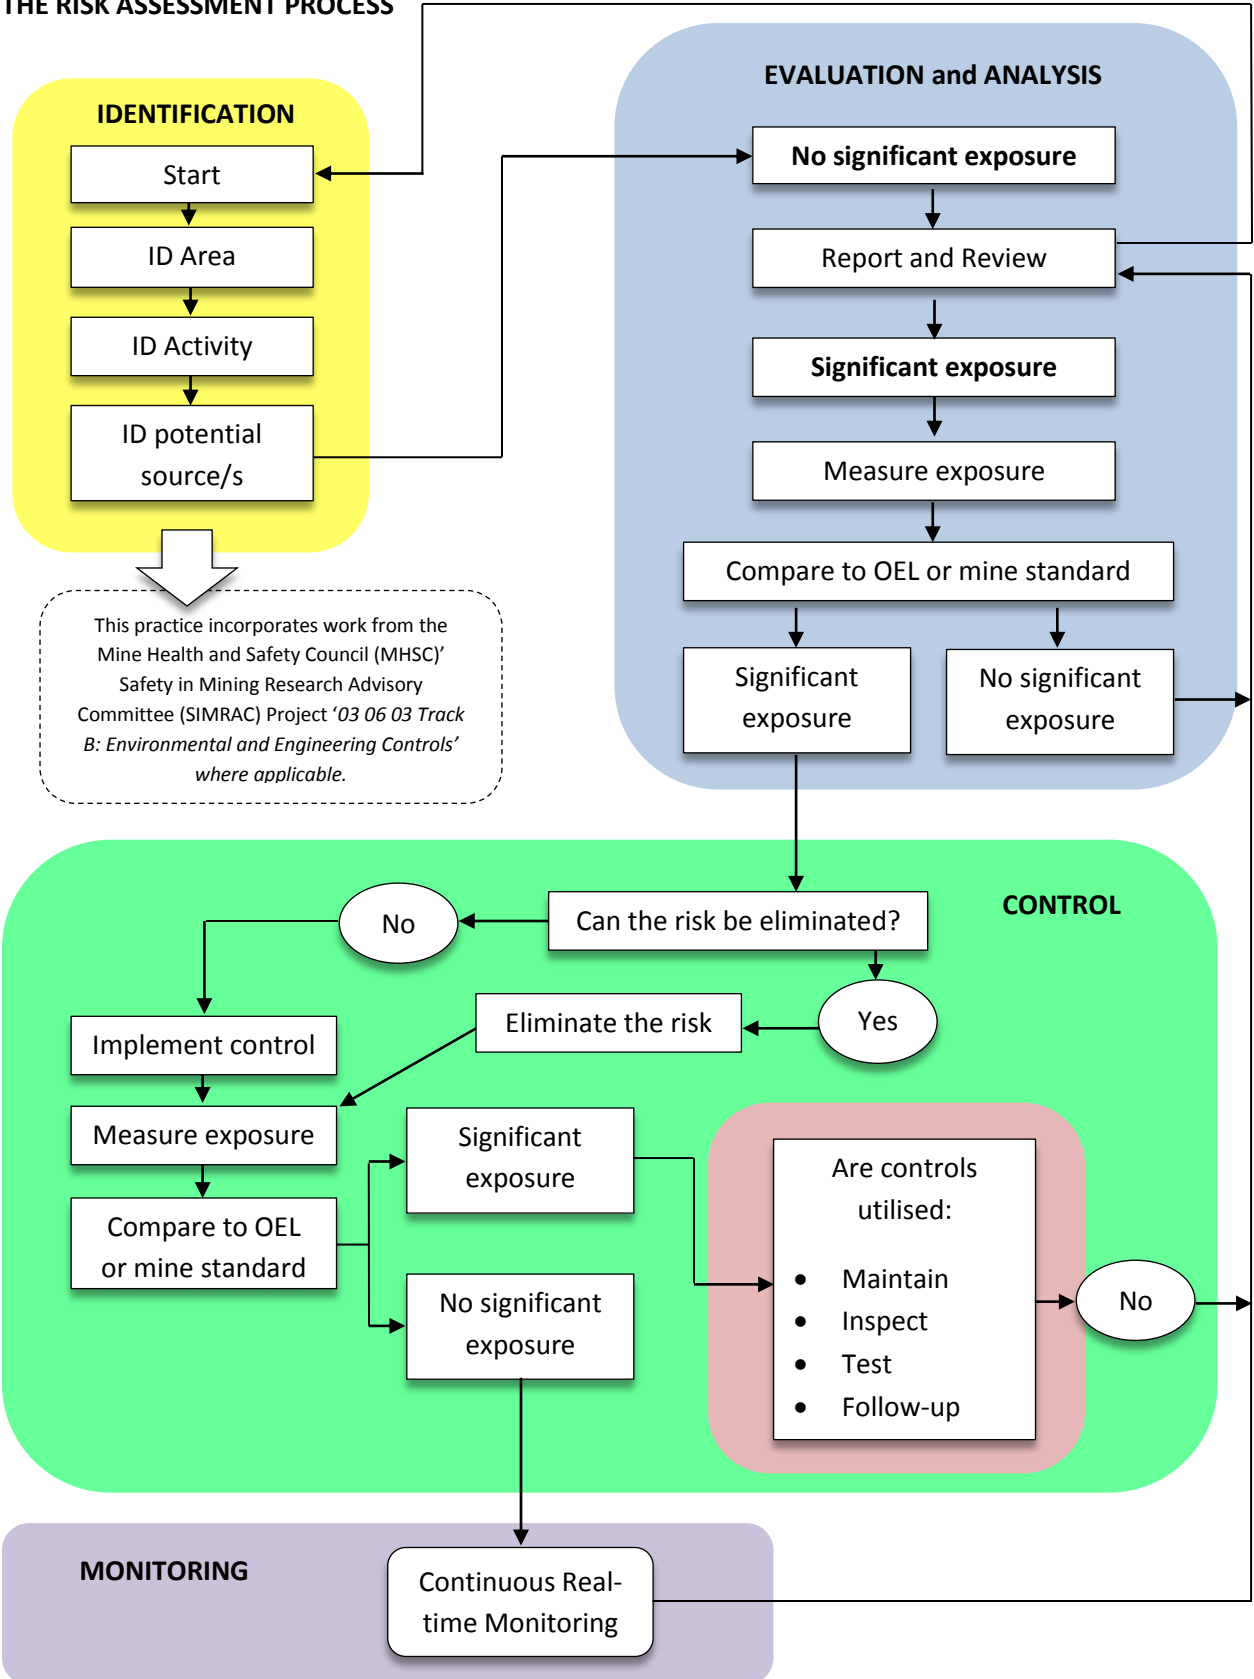 THE RISK ASSESSMENT PROCESS
IDENTIFICATION
Start
ID Area
ID Activity
ID potential
source/s
This practice incorporates work from the
Mine Health and Safety Council (MHSC)’
Safety in Mining Research Advisory
Committee (SIMRAC) Project ‘03 06 03 Track
B: Environmental and Engineering Controls’
where applicable.
EVALUATION and ANALYSIS
No significant exposure
Report and Review
Significant exposure
Measure exposure
Compare to OEL or mine standard
Significant
exposure
No significant
exposure
CONTROL
Can the risk be eliminated?
No
Yes
Eliminate the risk
Implement control
Measure exposure
Compare to OEL
or mine standard
Significant
exposure
No significant
exposure
Are controls
utilised:
• Maintain
• Inspect
• Test
• Follow-up
No
MONITORING
Continuous Real-
time Monitoring